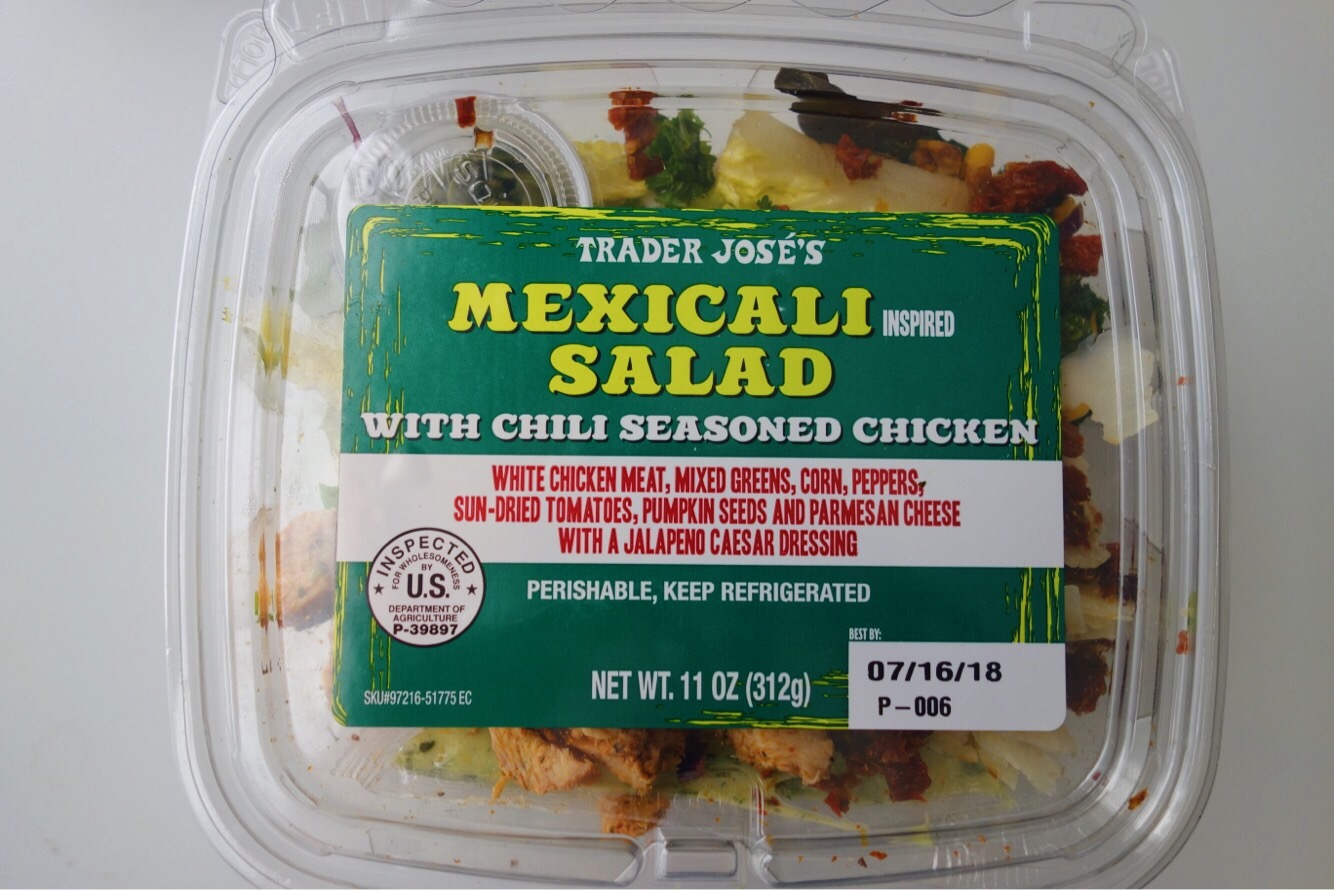 TRADER JOSÉ'S
MEXICALI INSPIRED
SALAD
WITH CHILI SEASONED CHICKEN
WHITE CHICKEN MEAT, MIXED GREENS, CORN, PEPPERS,
SUN-DRIED TOMATOES, PUMPKIN SEEDS AND PARMESAN CHEESE
WITH A JALAPENO CAESAR DRESSING
INSPECTED
FOR WHOLESOMENESS
BY
U.S.
DEPARTMENT OF
AGRICULTURE
P-39897
PERISHABLE, KEEP REFRIGERATED
BEST BY:
07/16/18
P-006
NET WT. 11 OZ (312g)
SKU#97216-51775 EC